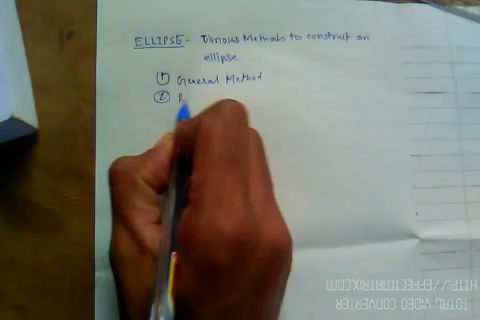 ELLIPSE - Various Methods to construct an
ellipse
① General Method
② R
TOTAL VIDEO CONVERTER
HTTP://EFFECTMATRIX.COM